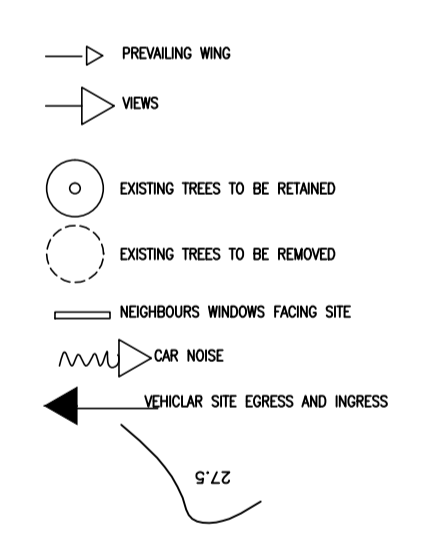 PREVAILING WING
VIEWS
EXISTING TREES TO BE RETAINED
EXISTING TREES TO BE REMOVED
NEIGHBOURS WINDOWS FACING SITE
CAR NOISE
VEHICLAR SITE EGRESS AND INGRESS
27.5